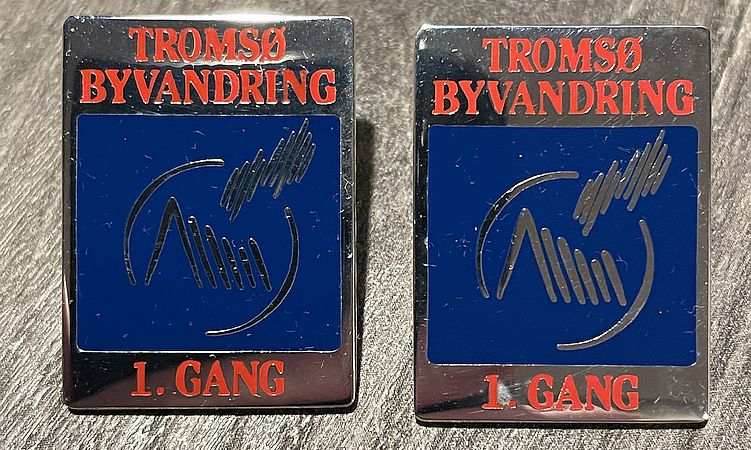 TROMSØ
BYVANDRING
1. GANG
TROMSØ
BYVANDRING
1. GANG